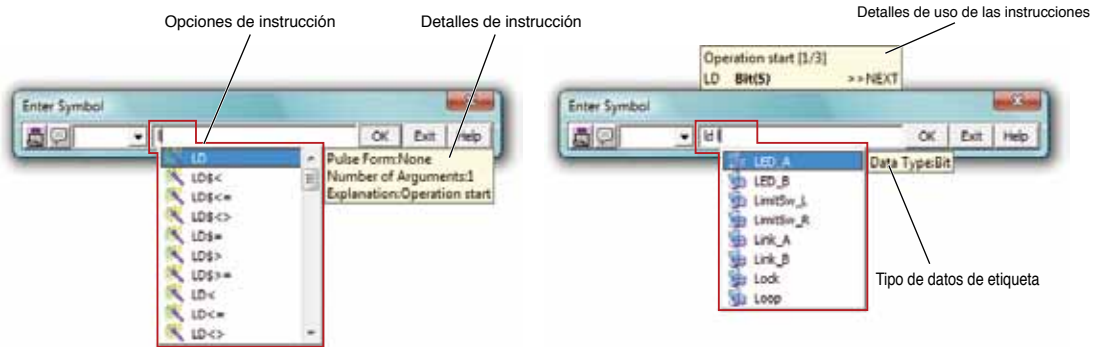 Opciones de instrucción
Detalles de instrucción
Enter Symbol
l
OK
Exit
Help
LD
LD$<
LD$<=
LD$<>
LD$=
LD$>
LD$>=
LD<
LD<=
LD<>
Pulse Form:None
Number of Arguments:1
Explanation:Operation start
Detalles de uso de las instrucciones
Operation start [1/3]
LD Bit(S) >>NEXT
Enter Symbol
ld l
OK
Exit
Help
LED_A
LED_B
LimitSw_L
LimitSw_R
Link_A
Link_B
Lock
Loop
Data Type:Bit
Tipo de datos de etiqueta